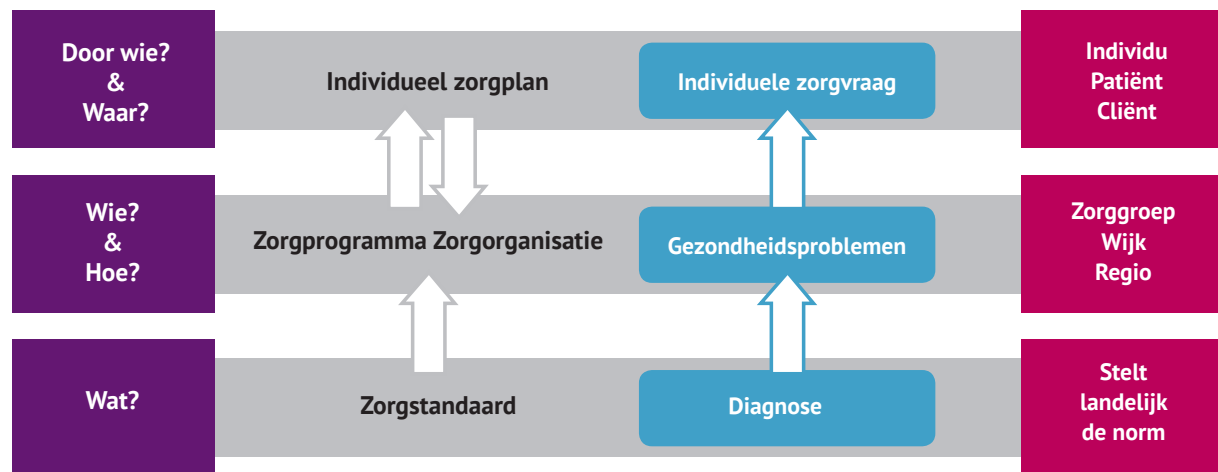 Door wie?
&
Waar?
Individueel zorgplan
Individuele zorgvraag
Individu
Patiënt
Cliënt
Wie?
&
Hoe?
Zorgprogramma Zorgorganisatie
Gezondheidsproblemen
Zorggroep
Wijk
Regio
Wat?
Zorgstandaard
Diagnose
Stelt
landelijk
de norm